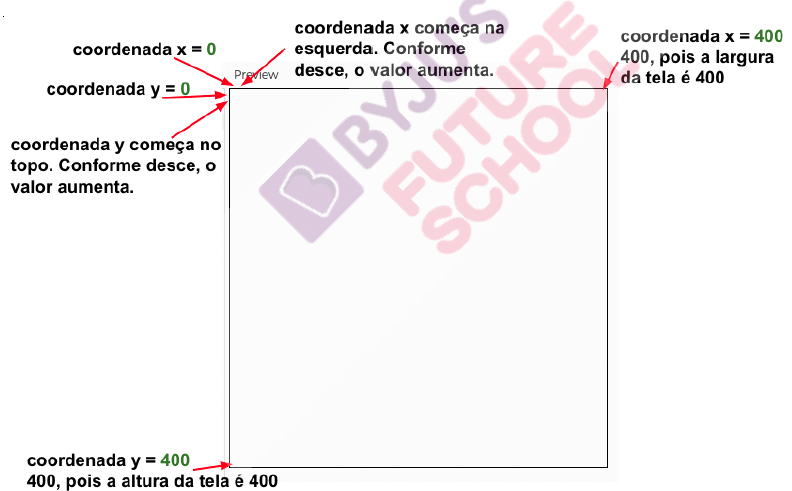 coordenada x = 0
coordenada y = 0
coordenada y começa no
topo. Conforme desce, o
valor aumenta.
coordenada x começa na
esquerda. Conforme
desce, o valor aumenta.
Preview
coordenada x = 400
400, pois a largura
da tela é 400
BYJU'S
FUTURE
SCHOOL
coordenada y = 400
400, pois a altura da tela é 400